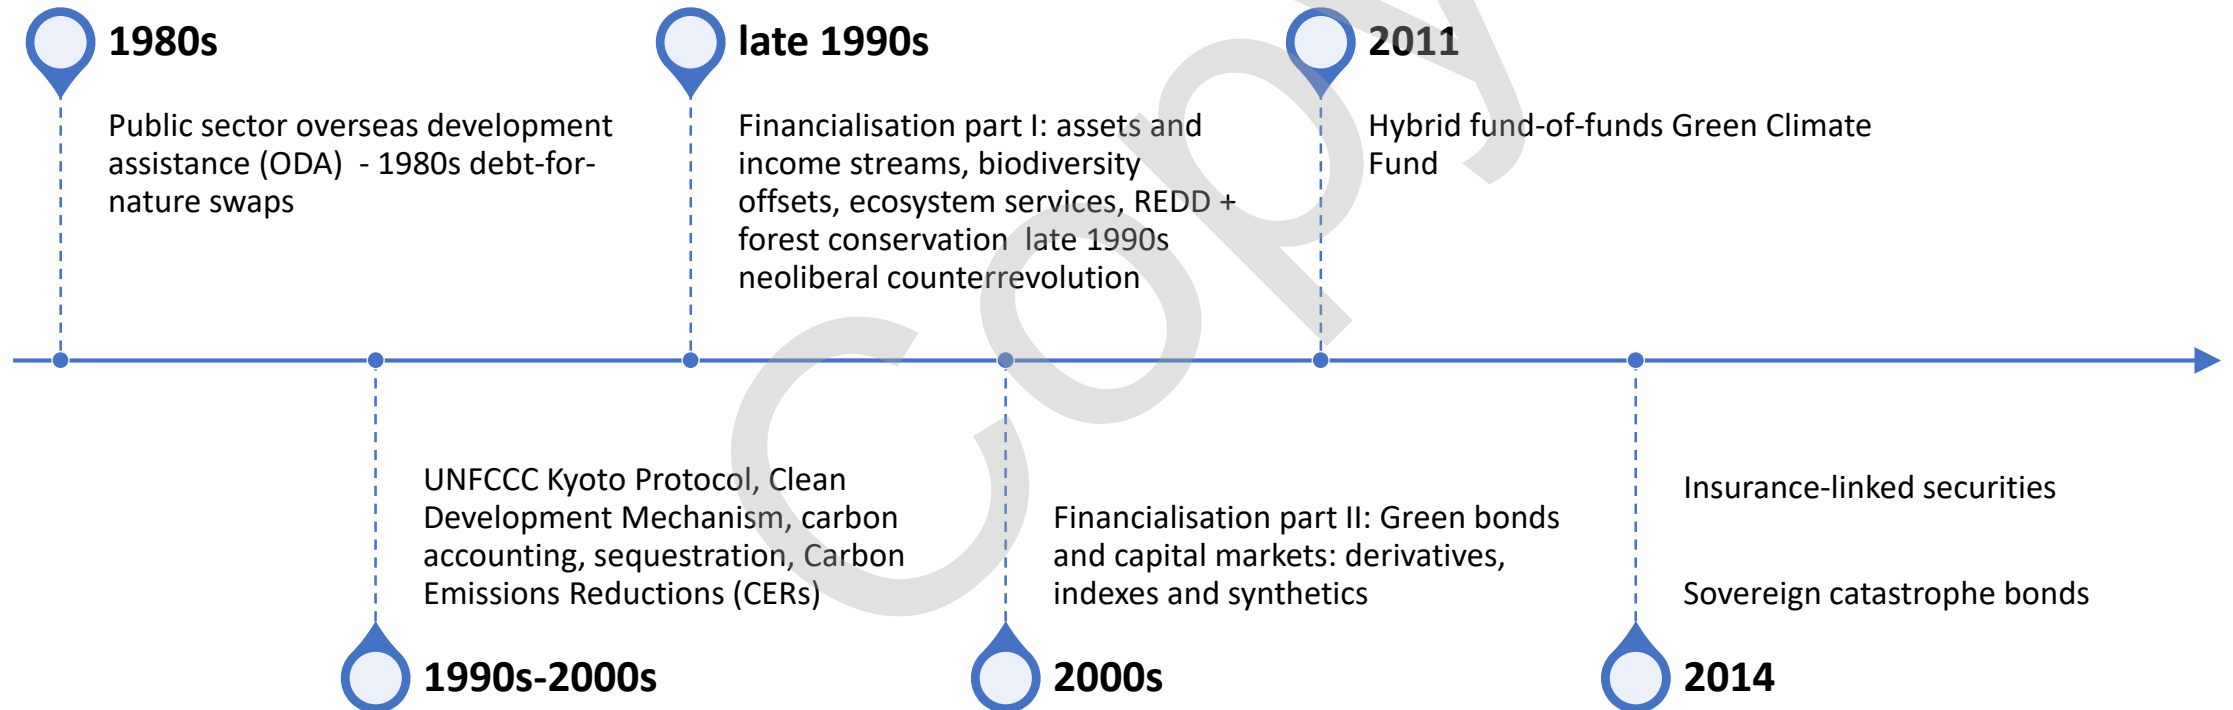 1980s
Public sector overseas development
assistance (ODA)  - 1980s debt-for-
nature swaps
UNFCCC Kyoto Protocol, Clean
Development Mechanism, carbon
accounting, sequestration, Carbon
Emissions Reductions (CERs)
1990s-2000s
late 1990s
Financialisation part I: assets and
income streams, biodiversity
offsets, ecosystem services, REDD +
forest conservation  late 1990s
neoliberal counterrevolution
Financialisation part II: Green bonds
and capital markets: derivatives,
indexes and synthetics
2000s
2011
Hybrid fund-of-funds Green Climate
Fund
Insurance-linked securities
Sovereign catastrophe bonds
2014
Copy